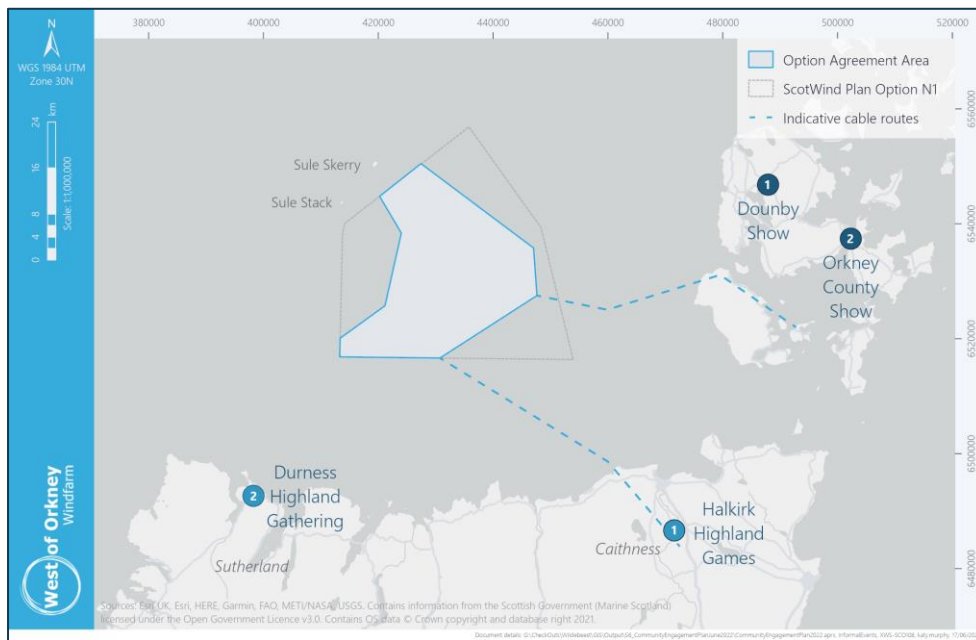 380000 400000 420000 440000 460000 480000 500000 520000
N
WGS 1984 UTM
Zone 30N
km
24
16
8
4
0
Scale: 1:1,000,000
West of Orkney
Windfarm
Option Agreement Area
ScotWind Plan Option N1
Indicative cable routes
6560000
6540000
6520000
6500000
6480000
Sule Skerry
Sule Stack
1
Dounby
Show
2
Orkney
County
Show
2
Durness
Highland
Gathering
Sutherland
1
Halkirk
Highland
Games
Caithness
Sources: Esri UK, Esri, HERE, Garmin, FAO, METI/NASA, USGS. Contains information from the Scottish Government (Marine Scotland)
licensed under the Open Government Licence v3.0. Contains OS data © Crown copyright and database right 2021.